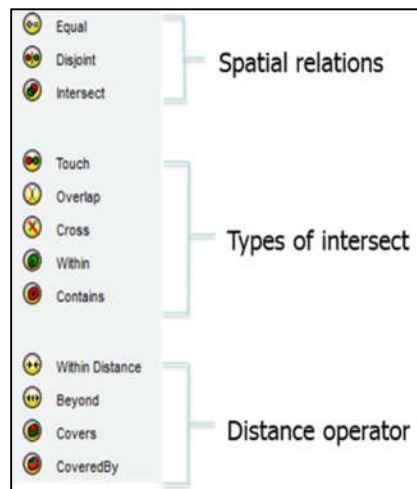 Equal
Disjoint
Intersect
Spatial relations
Touch
Overlap
Cross
Within
Contains
Types of intersect
Within Distance
Beyond
Covers
CoveredBy
Distance operator